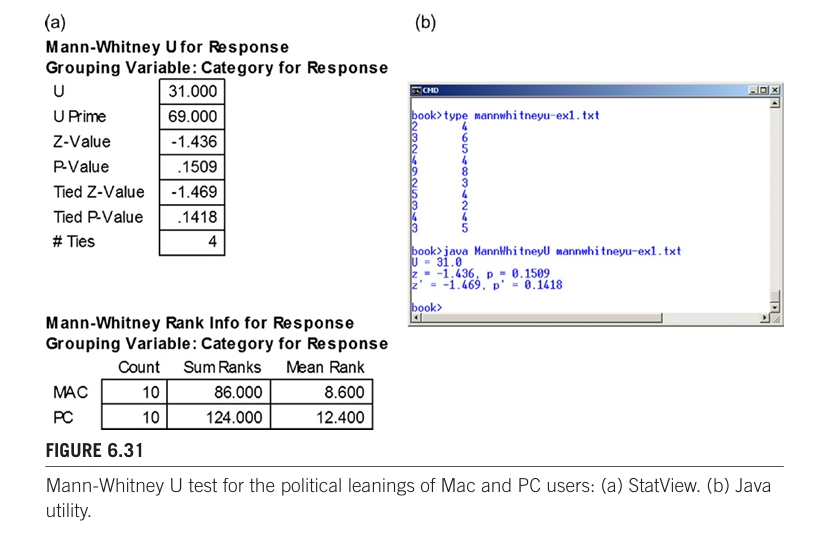 (a)
Mann-Whitney U for Response
Grouping Variable: Category for Response
U 31.000
U Prime 69.000
Z-Value -1.436
P-Value .1509
Tied Z-Value -1.469
Tied P-Value .1418
# Ties 4
Mann-Whitney Rank Info for Response
Grouping Variable: Category for Response
Count Sum Ranks Mean Rank
MAC 10 86.000 8.600
PC 10 124.000 12.400
(b)
CMD
book>type mannwhitneyu-ex1.txt
2 4
3 6
2 5
4 4
9 8
2 3
5 4
3 2
4 4
3 5
book>java MannWhitneyU mannwhitneyu-ex1.txt
U = 31.0
z = -1.436, p = 0.1509
z' = -1.469, p' = 0.1418
book>
FIGURE 6.31
Mann-Whitney U test for the political leanings of Mac and PC users: (a) StatView. (b) Java
utility.